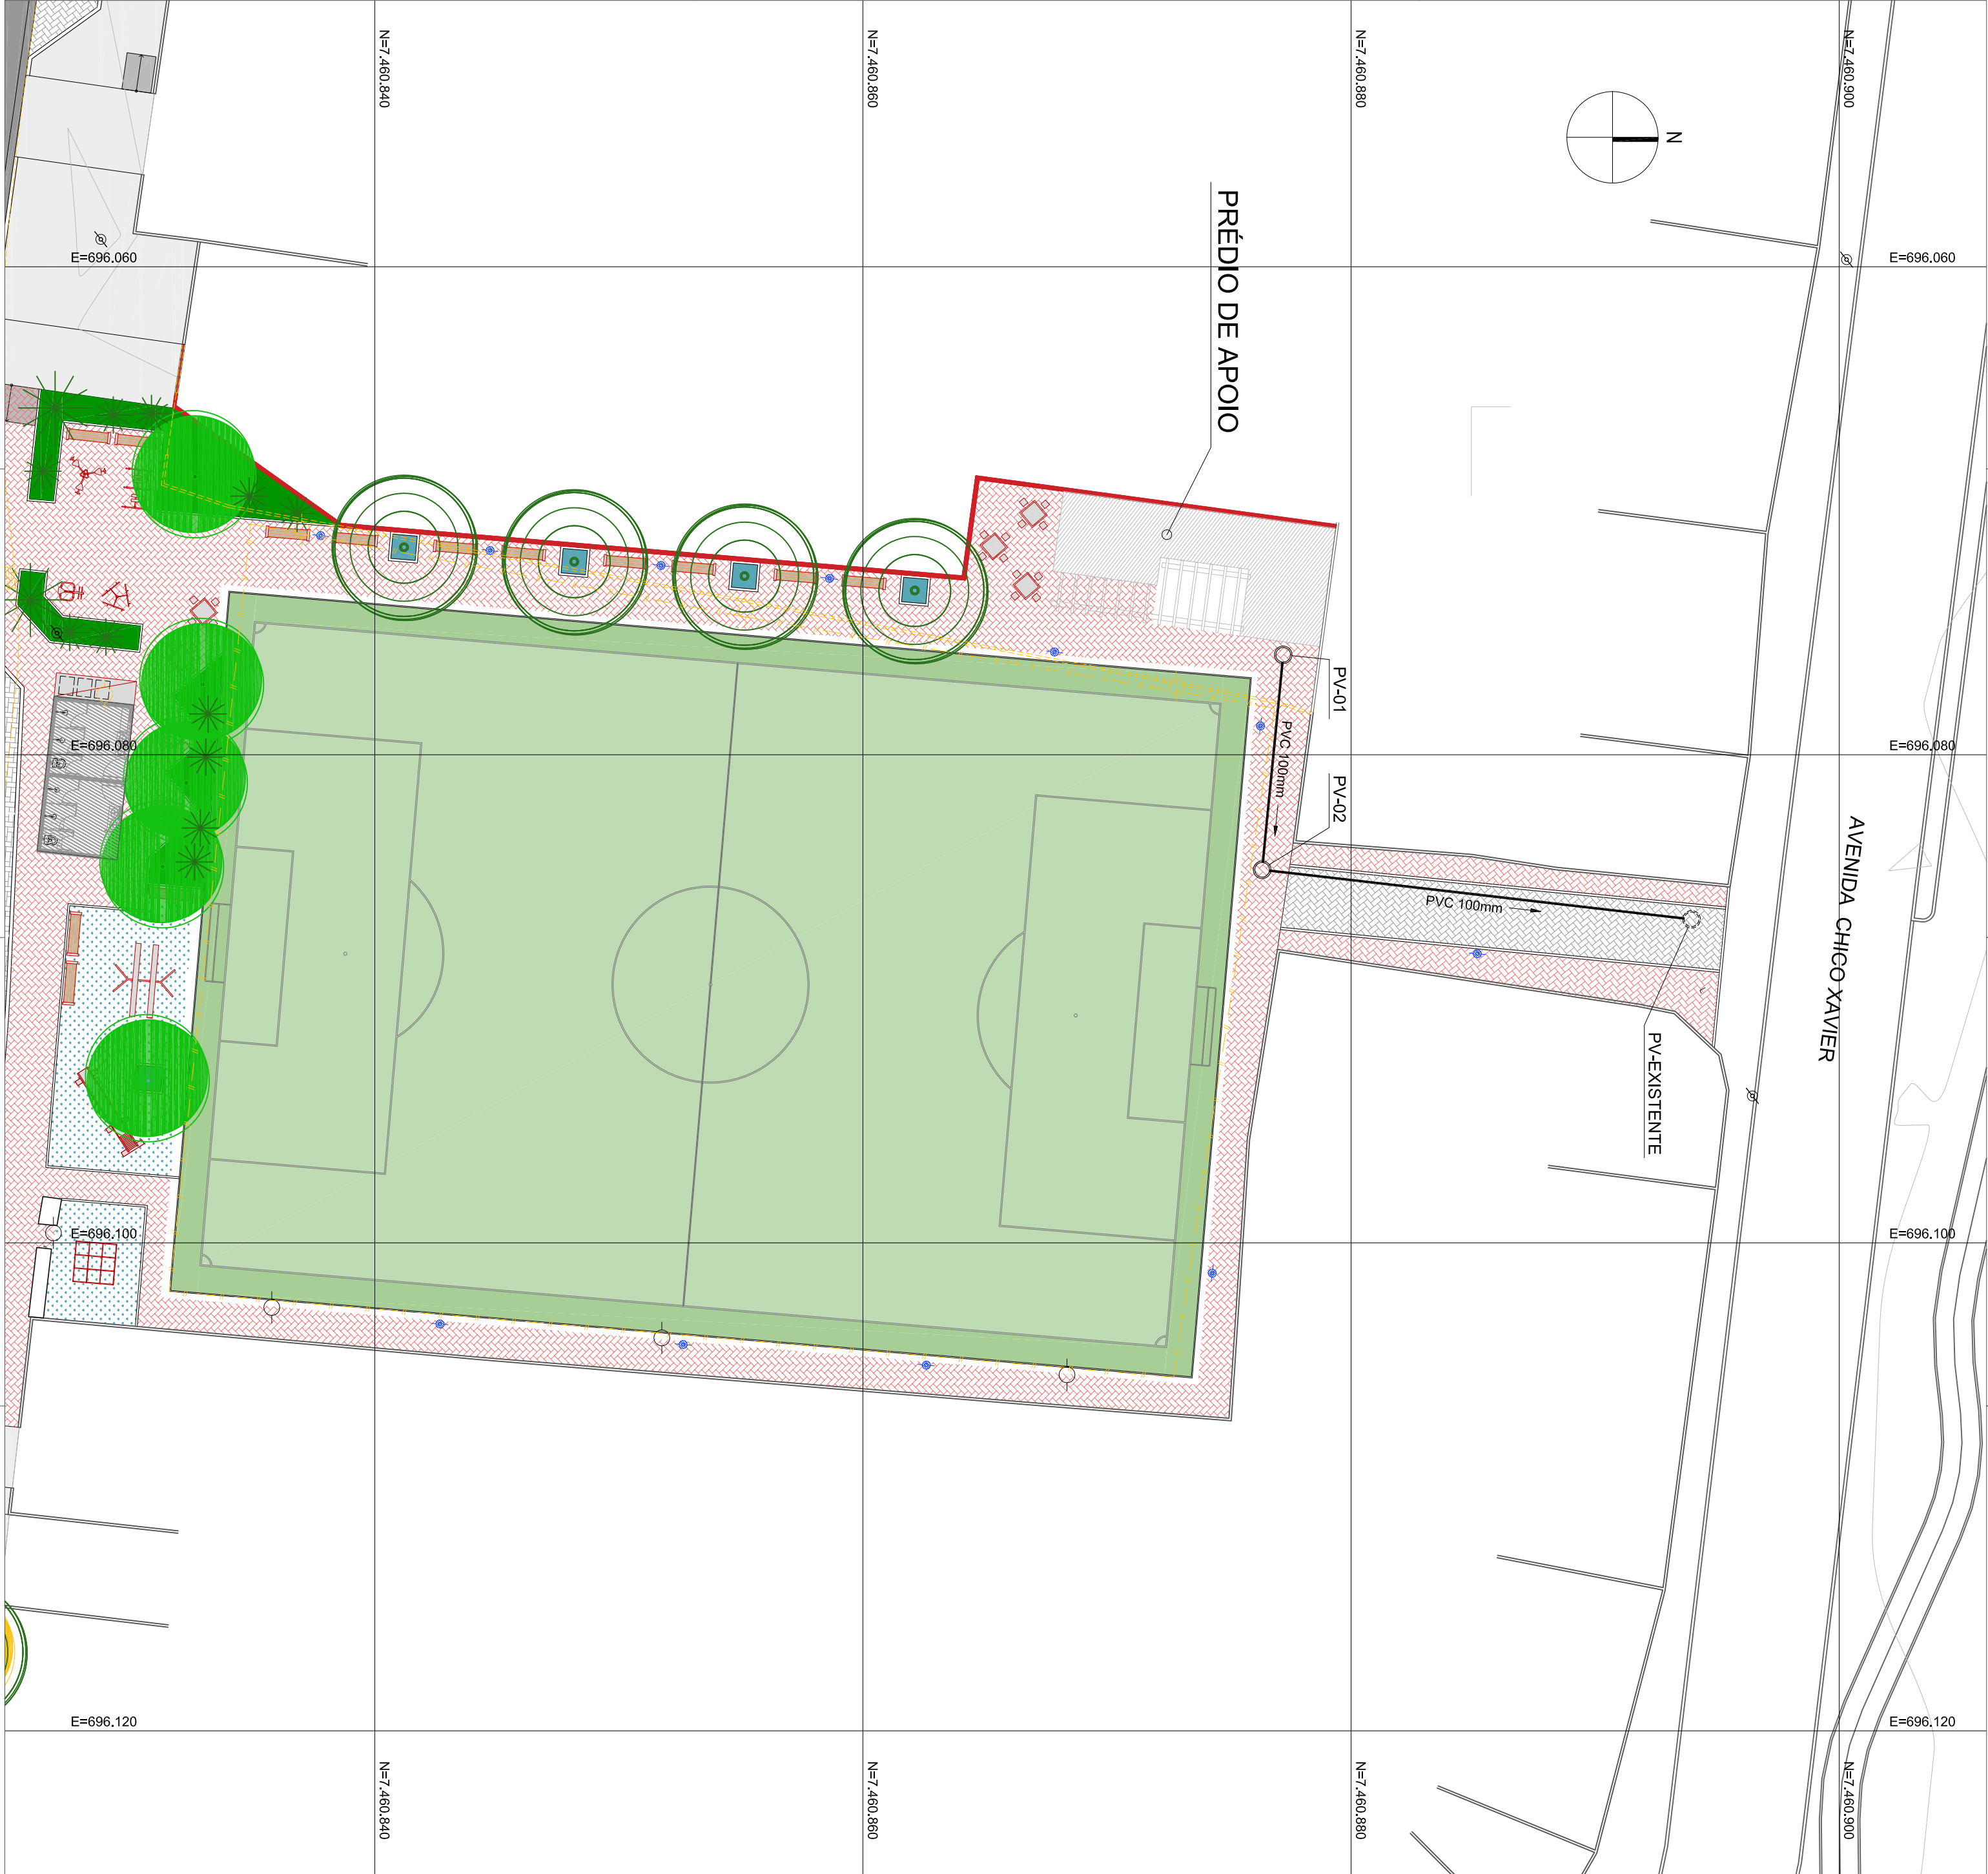 N=7.460.840
N=7.460.860
N=7.460.880
N=7.460.900
N
PRÉDIO DE APOIO
E=696.060
E=696.060
PV-01
PVC 100mm
E=696.080
E=696.080
PV-02
PVC 100mm
AVENIDA CHICO XAVIER
PV-EXISTENTE
E=696.100
E=696.100
E=696.120
E=696.120
N=7.460.840
N=7.460.860
N=7.460.880
N=7.460.900